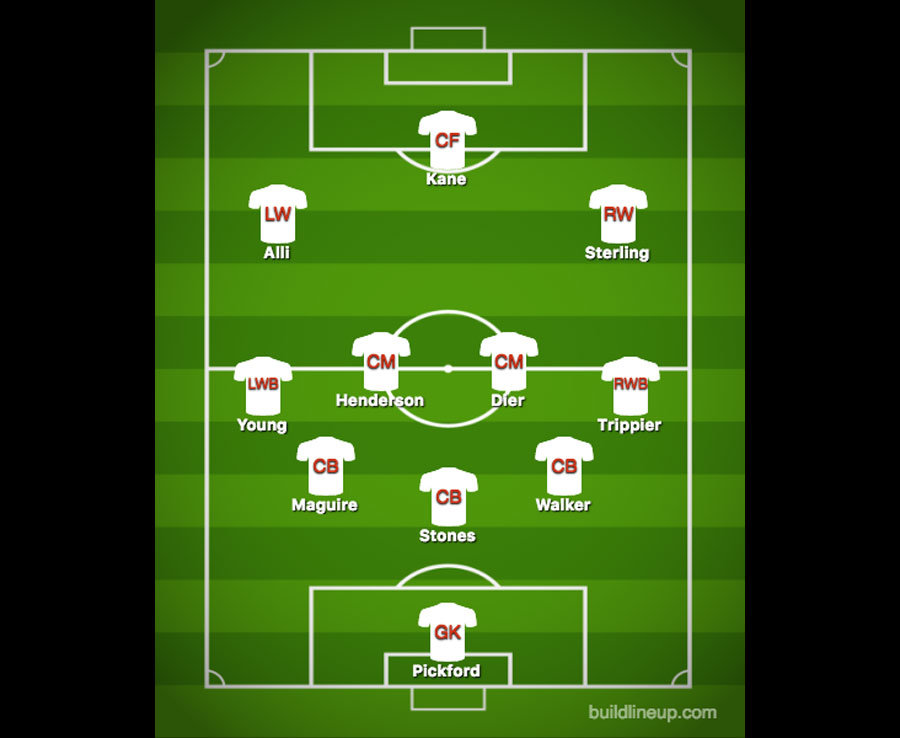 CF
Kane
LW
Alli
RW
Sterling
CM
Henderson
CM
Dier
LWB
Young
RWB
Trippier
CB
Maguire
CB
Walker
CB
Stones
GK
Pickford
buildlineup.com